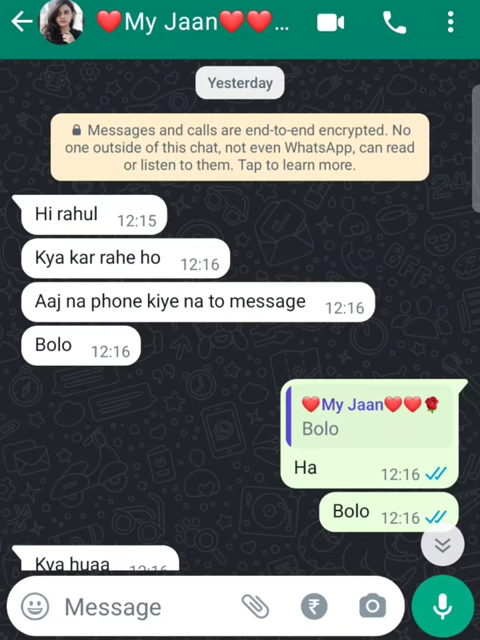 ❤️My Jaan❤️❤️...
Yesterday
Messages and calls are end-to-end encrypted. No
one outside of this chat, not even WhatsApp, can read
or listen to them. Tap to learn more.
Hi rahul 12:15
Kya kar rahe ho 12:16
Aaj na phone kiye na to message 12:16
Bolo 12:16
❤️My Jaan❤️❤️🌹
Bolo
Ha 12:16
Bolo 12:16
Kya huaa 12:16
Message